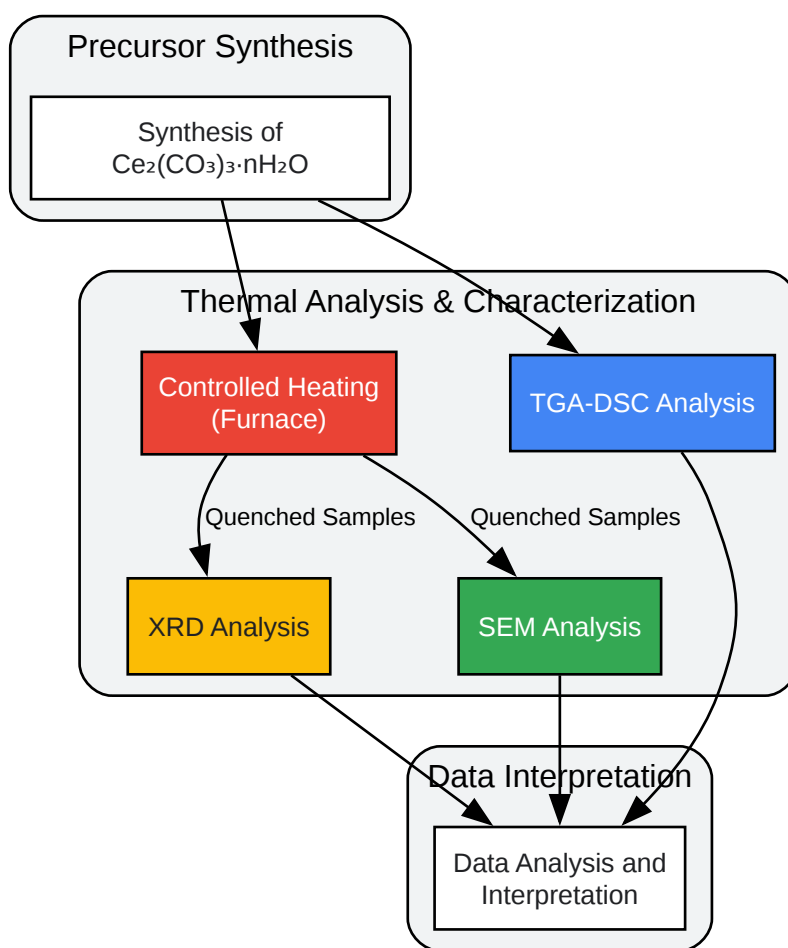 Precursor Synthesis
Synthesis of
Ce₂(CO₃)₃·nH₂O
Thermal Analysis & Characterization
Controlled Heating
(Furnace)
TGA-DSC Analysis
Quenched Samples
Quenched Samples
XRD Analysis
SEM Analysis
Data Interpretation
Data Analysis and
Interpretation